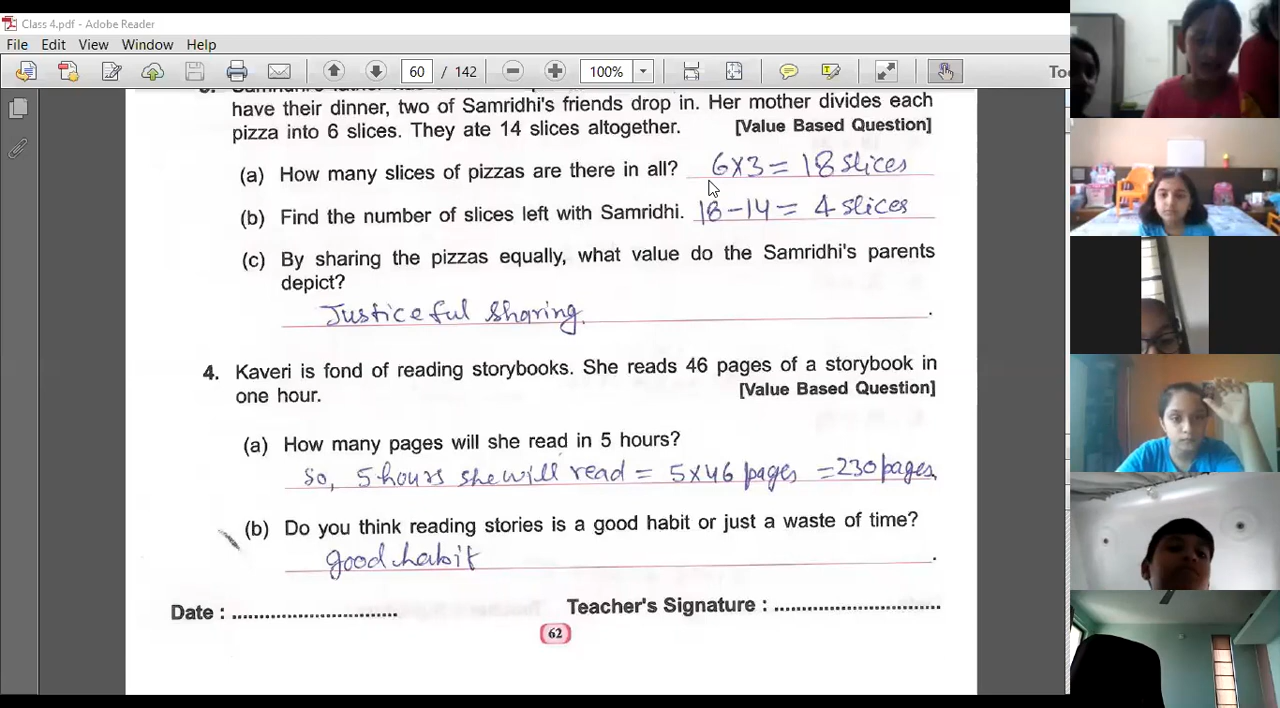 Class 4.pdf - Adobe Reader
File Edit View Window Help
60 / 142 100% To
have their dinner, two of Samridhi's friends drop in. Her mother divides each
pizza into 6 slices. They ate 14 slices altogether. [Value Based Question]
(a) How many slices of pizzas are there in all? 6x3 = 18 slices
(b) Find the number of slices left with Samridhi. 18-14 = 4 slices
(c) By sharing the pizzas equally, what value do the Samridhi's parents
depict?
Justiceful sharing.
4. Kaveri is fond of reading storybooks. She reads 46 pages of a storybook in
one hour. [Value Based Question]
(a) How many pages will she read in 5 hours?
So, 5 hours she will read = 5x46 pages = 230 pages.
(b) Do you think reading stories is a good habit or just a waste of time?
good habit
Date : ........................................ Teacher's Signature : ........................................
62